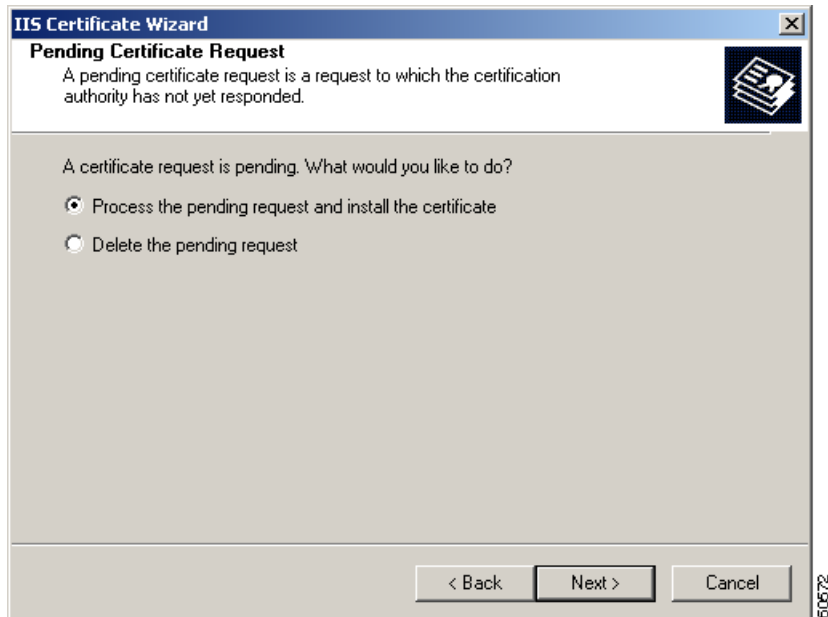 IIS Certificate Wizard
Pending Certificate Request
A pending certificate request is a request to which the certification
authority has not yet responded.
A certificate request is pending. What would you like to do?
Process the pending request and install the certificate
Delete the pending request
< Back
Next >
Cancel
60572